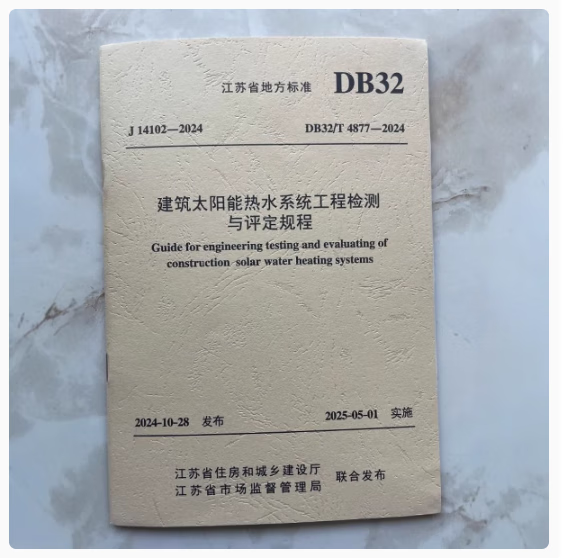 江苏省地方标准 DB32
J 14102—2024 DB32/T 4877—2024
建筑太阳能热水系统工程检测
与评定规程
Guide for engineering testing and evaluating of
construction solar water heating systems
2024-10-28 发布 2025-05-01 实施
江苏省住房和城乡建设厅
江苏省市场监督管理局
联合发布